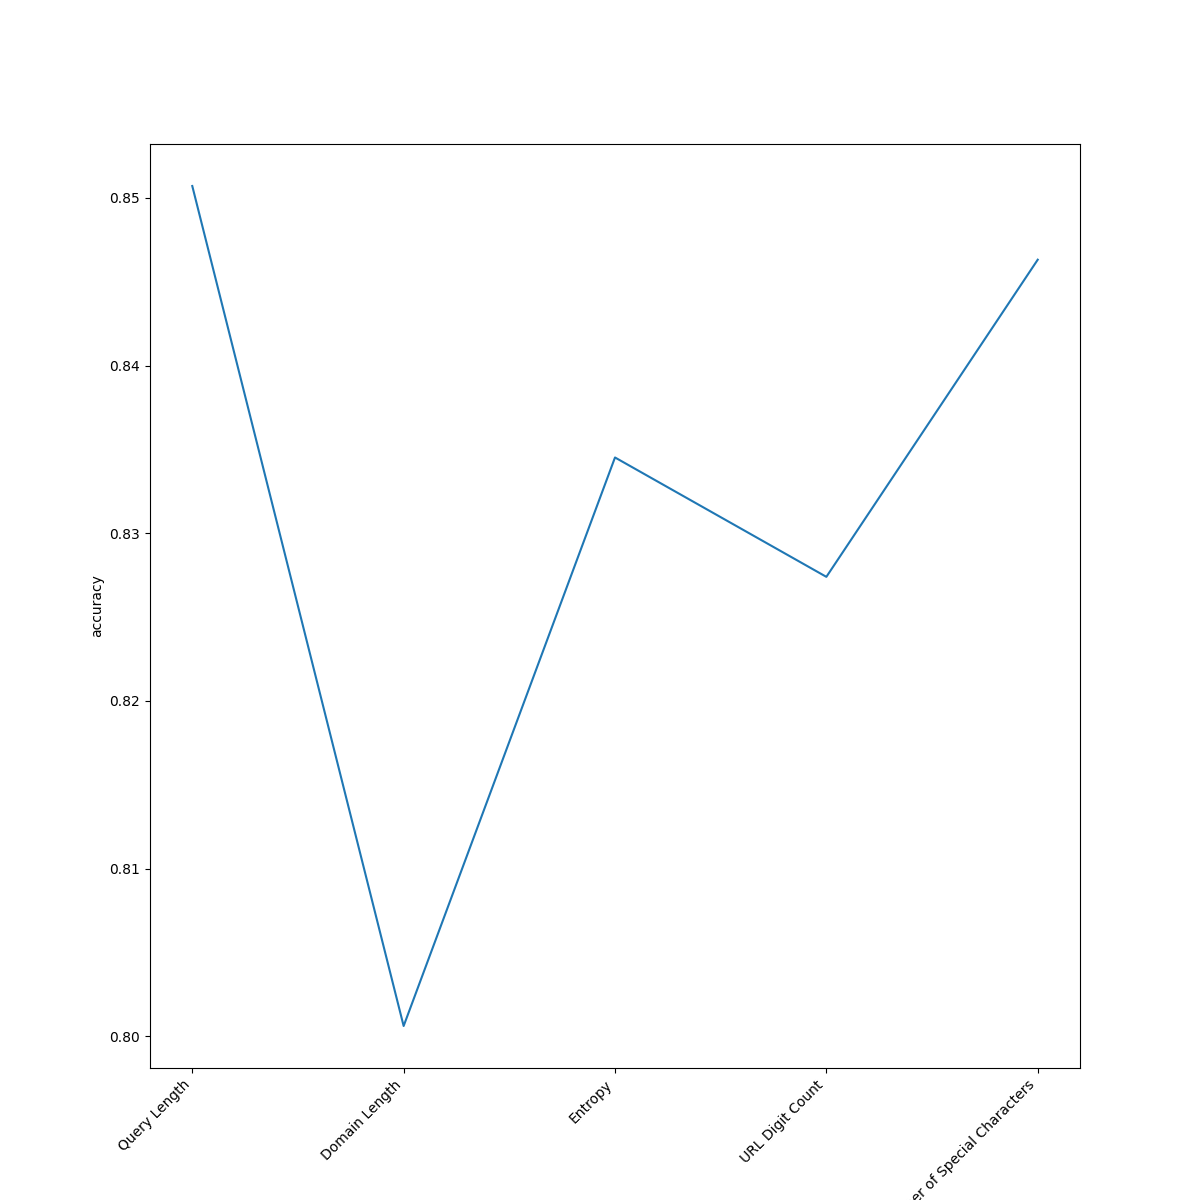 0.85
0.84
0.83
0.82
0.81
0.80
accuracy
Query Length
Domain Length
Entropy
URL Digit Count
of Special Characters